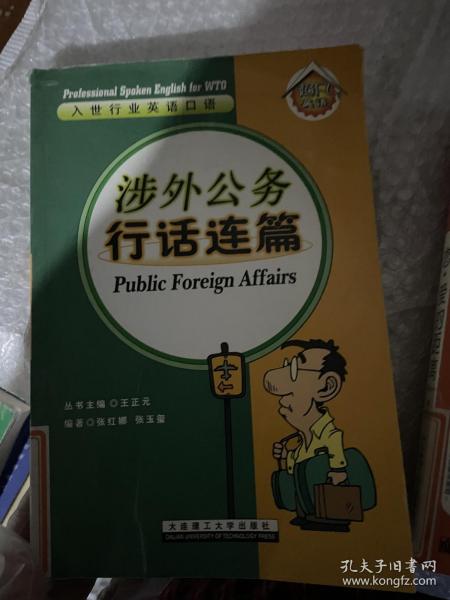 Professional Spoken English for WTO
入世行业英语口语
涉外公务
行话连篇
Public Foreign Affairs
丛书主编◎王正元
编著◎张红娜 张玉玺
大连理工大学出版社
DALIAN UNIVERSITY OF TECHNOLOGY PRESS
孔夫子旧书网
www.kongfz.com